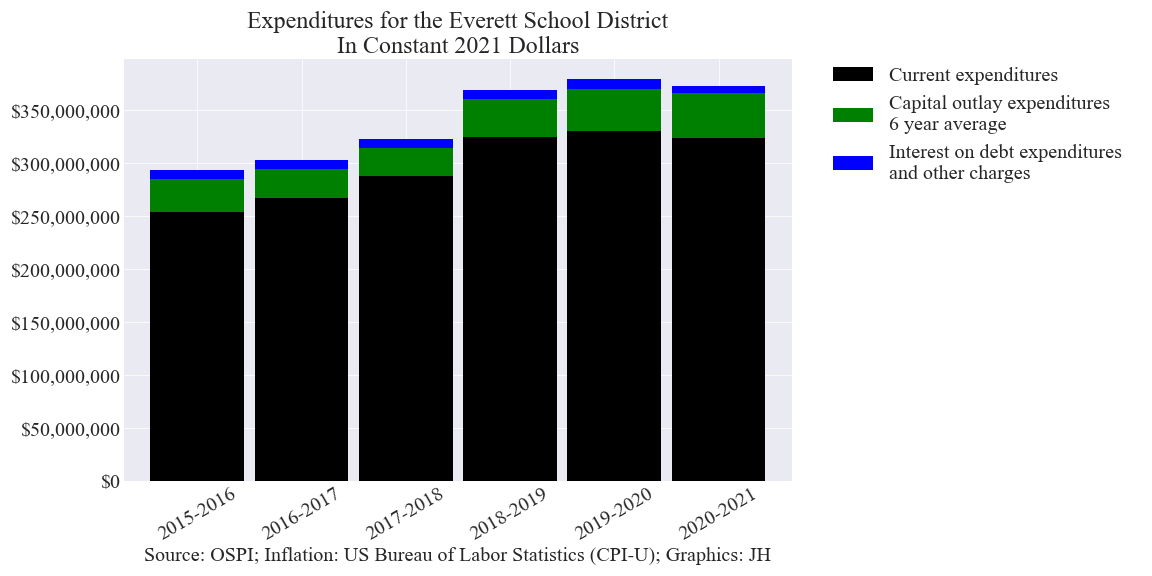 Expenditures for the Everett School District
In Constant 2021 Dollars
Current expenditures
Capital outlay expenditures
6 year average
Interest on debt expenditures
and other charges
$350,000,000
$300,000,000
$250,000,000
$200,000,000
$150,000,000
$100,000,000
$50,000,000
$0
2015-2016
2016-2017
2017-2018
2018-2019
2019-2020
2020-2021
Source: OSPI; Inflation: US Bureau of Labor Statistics (CPI-U); Graphics: JH